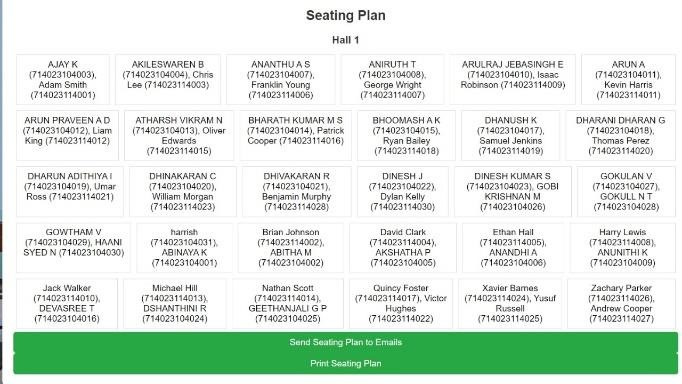 Seating Plan
Hall 1
AJAY K
(714023104003),
Adam Smith
(714023114001)
AKILESWAREN B
(714023104004), Chris
Lee (714023114003)
ANANTHU A S
(714023104007),
Franklin Young
(714023114006)
ANIRUTH T
(714023104008),
George Wright
(714023114007)
ARULRAJ JEBASINGH E
(714023104010), Isaac
Robinson (714023114009)
ARUN A
(714023104011),
Kevin Harris
(714023114011)
ARUN PRAVEEN A D
(714023104012), Liam
King (714023114012)
ATHARSH VIKRAM N
(714023104013), Oliver
Edwards
(714023114015)
BHARATH KUMAR M S
(714023104014), Patrick
Cooper (714023114016)
BHOOMASH A K
(714023104015),
Ryan Bailey
(714023114018)
DHANUSH K
(714023104017),
Samuel Jenkins
(714023114019)
DHARANI DHARAN G
(714023104018),
Thomas Perez
(714023114020)
DHARUN ADITHIYA I
(714023104019), Umar
Ross (714023114021)
DHINAKARAN C
(714023104020),
William Morgan
(714023114023)
DHIVAKARAN R
(714023104021),
Benjamin Murphy
(714023114028)
DINESH J
(714023104022),
Dylan Kelly
(714023114030)
DINESH KUMAR S
(714023104023), GOBI
KRISHNAN M
(714023104026)
GOKULAN V
(714023104027),
GOKULL N T
(714023104028)
GOWTHAM V
(714023104029), HAANI
SYED N (714023104030)
harrish
(714023104031),
ABINAYA K
(714023104001)
Brian Johnson
(714023114002),
ABITHA M
(714023104002)
David Clark
(714023114004),
AKSHATHA P
(714023104005)
Ethan Hall
(714023114005),
ANANDHI A
(714023104006)
Harry Lewis
(714023114008),
ANUNITHI K
(714023104009)
Jack Walker
(714023114010),
DEVASREE T
(714023104016)
Michael Hill
(714023114013),
DSHANTHINI R
(714023104024)
Nathan Scott
(714023114014),
GEETHANJALI G P
(714023104025)
Quincy Foster
(714023114017), Victor
Hughes
(714023114022)
Xavier Barnes
(714023114024), Yusuf
Russell
(714023114025)
Zachary Parker
(714023114026),
Andrew Cooper
(714023114027)
Send Seating Plan to Emails
Print Seating Plan